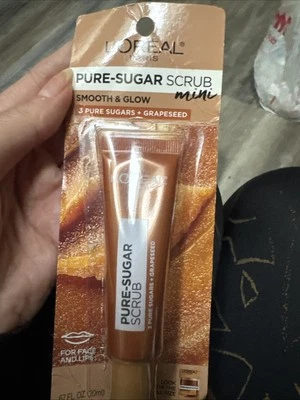 L'ORÉAL
PARIS
PURE-SUGAR SCRUB
mini
SMOOTH & GLOW
3 PURE SUGARS + GRAPESEED
L'ORÉAL
PURE-SUGAR
SCRUB
3 PURE SUGARS + GRAPESEED
FOR FACE
AND LIPS